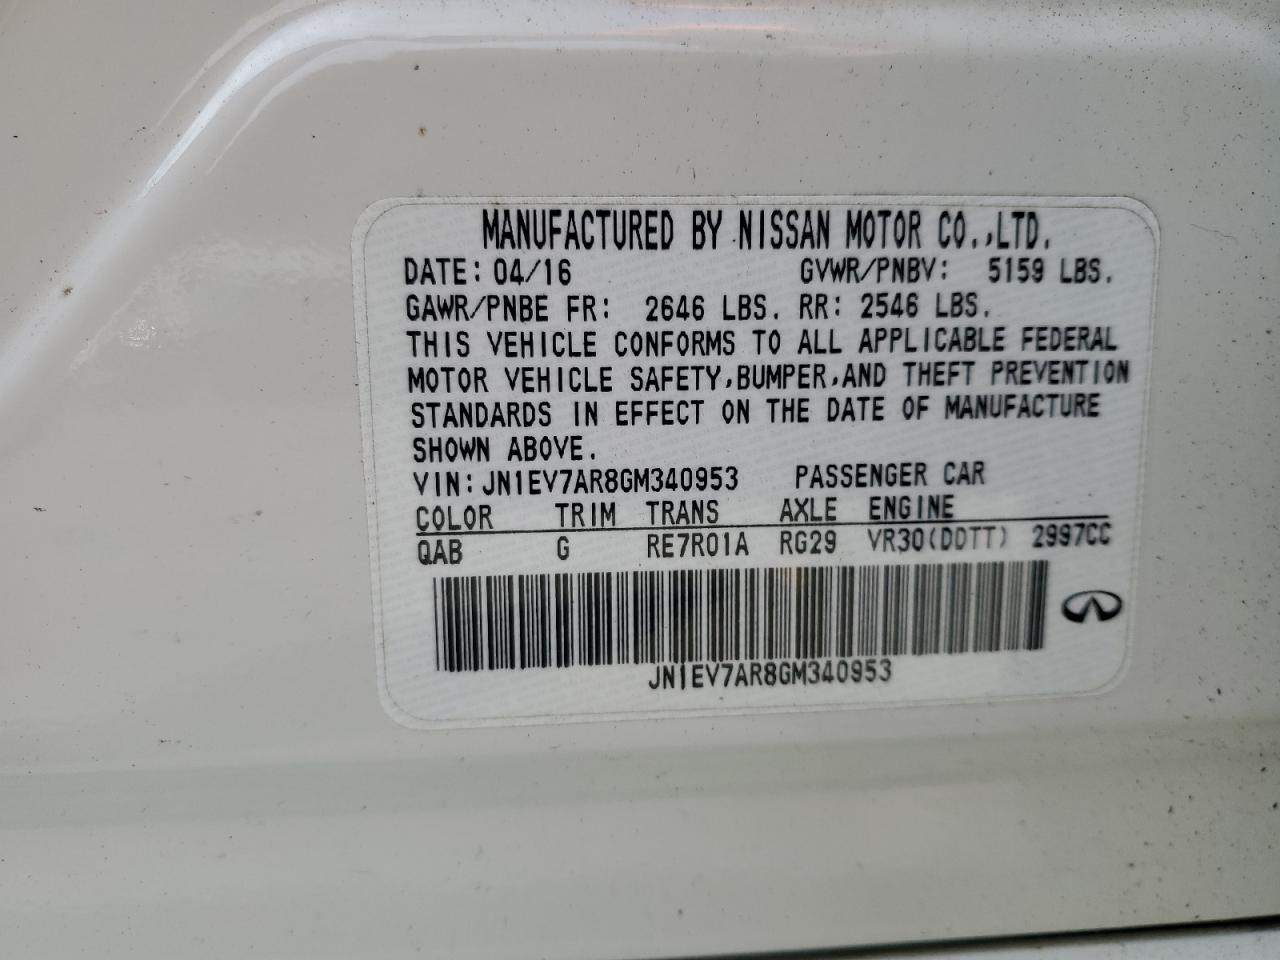 MANUFACTURED BY NISSAN MOTOR CO.,LTD.
DATE: 04/16 GVWR/PNBV: 5159 LBS.
GAWR/PNBE FR: 2646 LBS. RR: 2546 LBS.
THIS VEHICLE CONFORMS TO ALL APPLICABLE FEDERAL
MOTOR VEHICLE SAFETY,BUMPER,AND THEFT PREVENTION
STANDARDS IN EFFECT ON THE DATE OF MANUFACTURE
SHOWN ABOVE.
VIN: JN1EV7AR8GM340953 PASSENGER CAR
COLOR TRIM TRANS AXLE ENGINE
QAB G RE7R01A RG29 VR30(DDTT) 2997CC
JN1EV7AR8GM340953